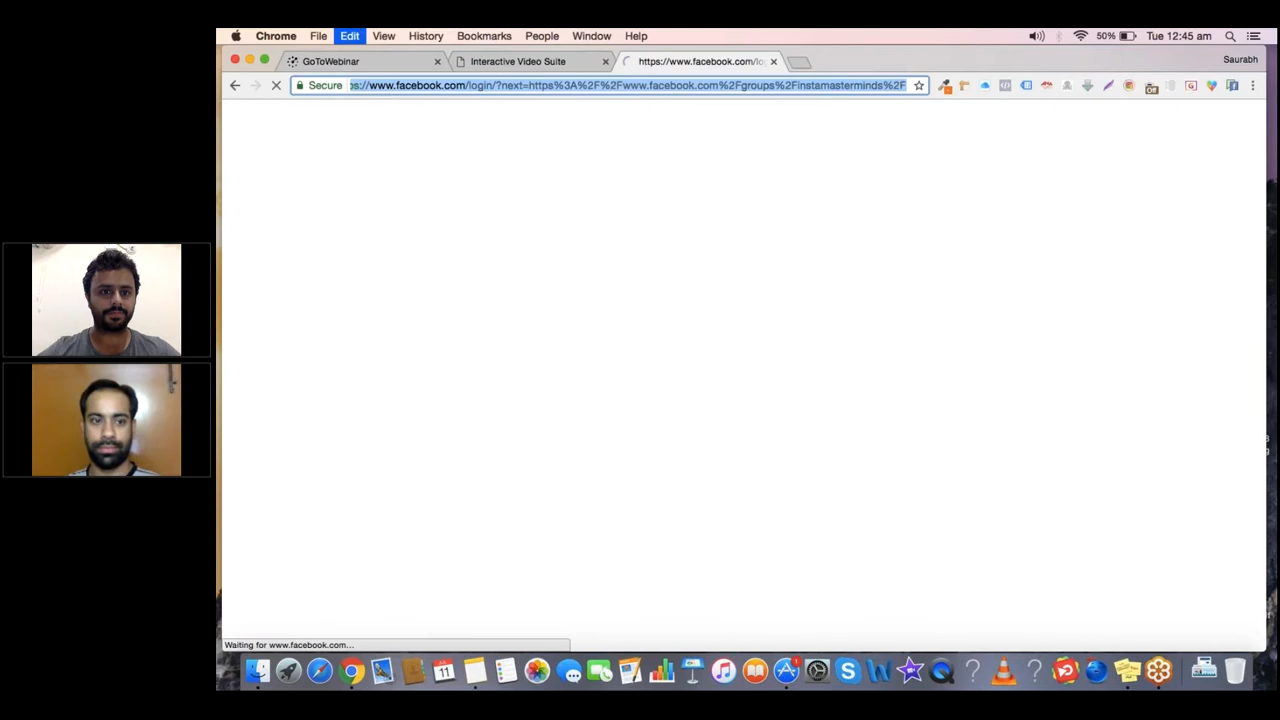 Chrome File Edit View History Bookmarks People Window Help 50% Tue 12:45 am
GoToWebinar Interactive Video Suite https://www.facebook.com/lo Saurabh
Secure s://www.facebook.com/login/?next=https%3A%2F%2Fwww.facebook.com%2Fgroups%2Finstamasterminds%2F
Waiting for www.facebook.com...
11